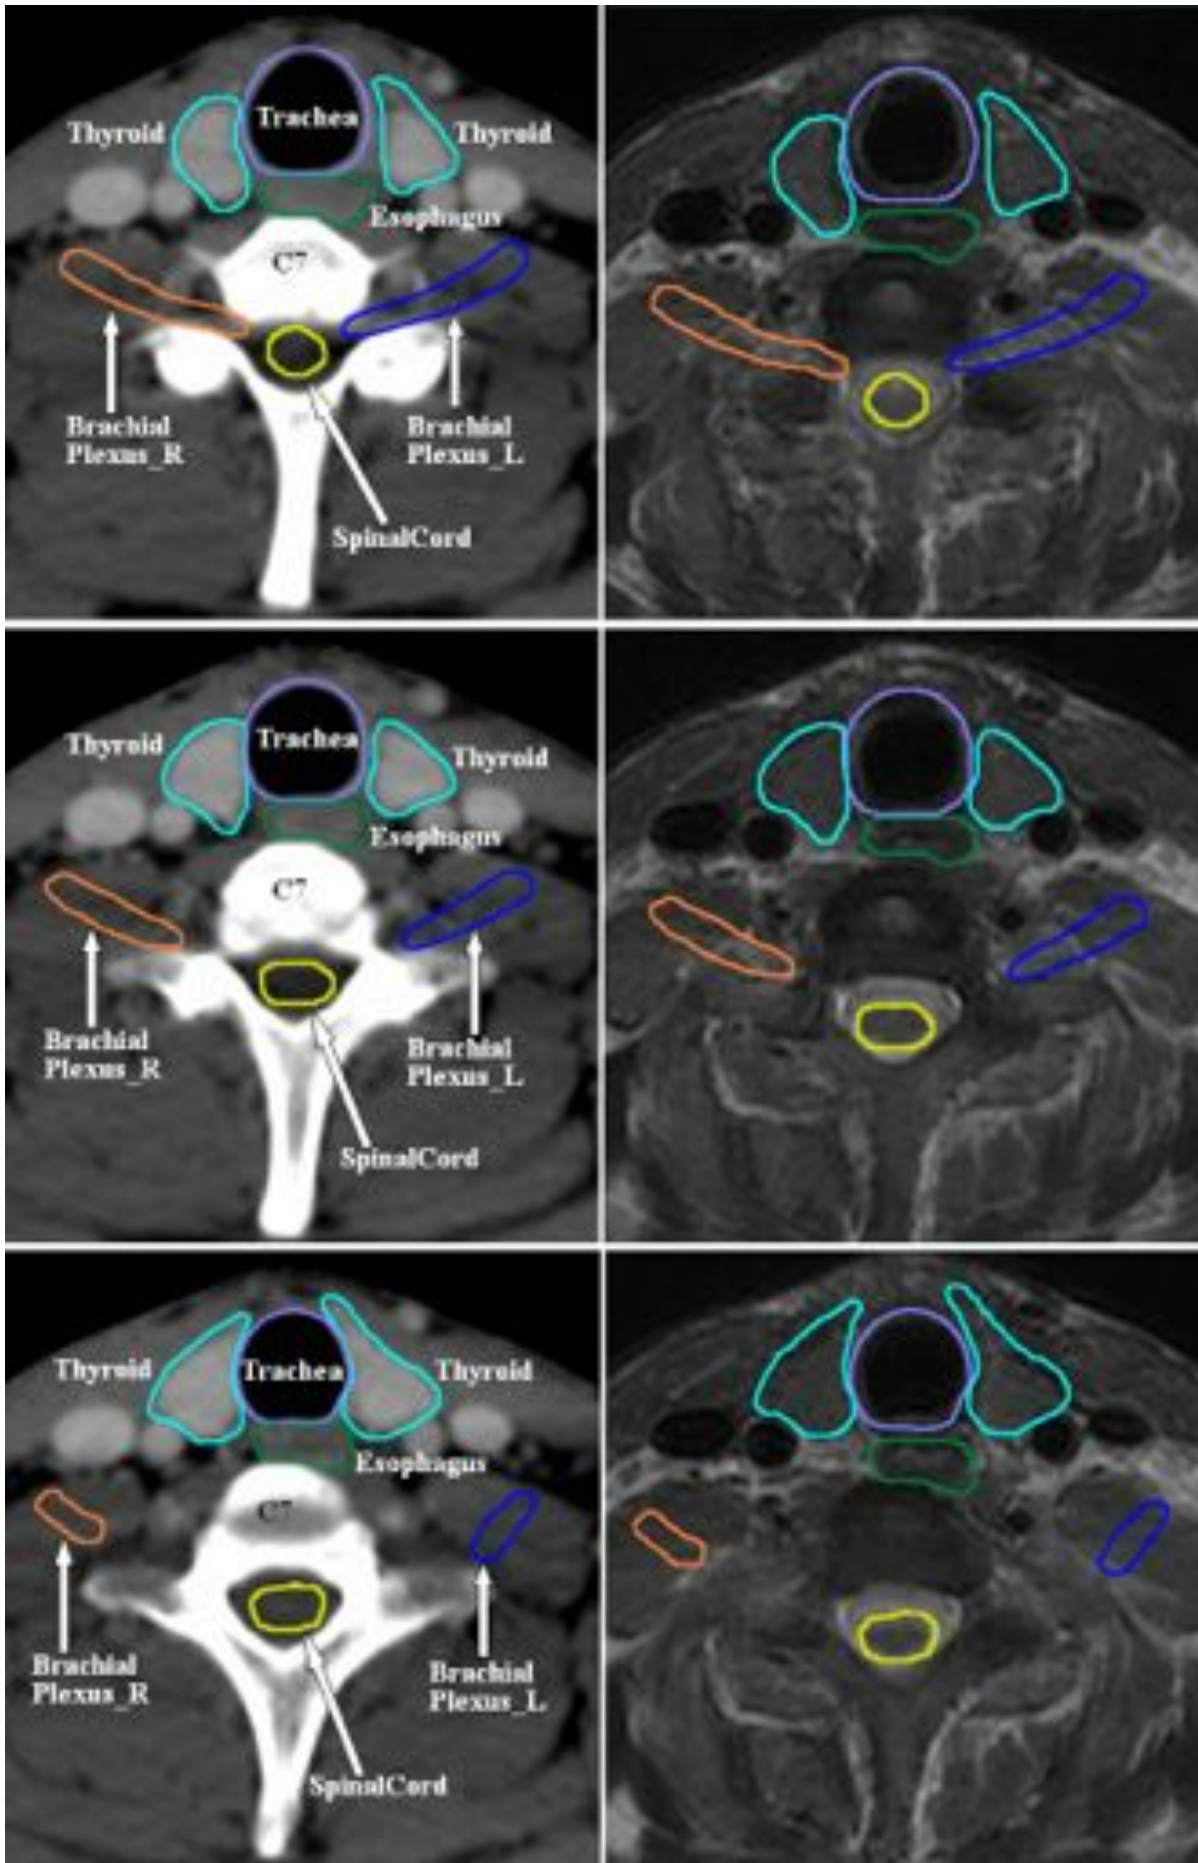 Trachea
Thyroid
Thyroid
Esophagus
C7
Brachial
Plexus_R
Brachial
Plexus_L
SpinalCord
Thyroid
Trachea
Thyroid
Esophagus
C7
Brachial
Plexus_R
Brachial
Plexus_L
SpinalCord
Thyroid
Trachea
Thyroid
Esophagus
C7
Brachial
Plexus_R
Brachial
Plexus_L
SpinalCord